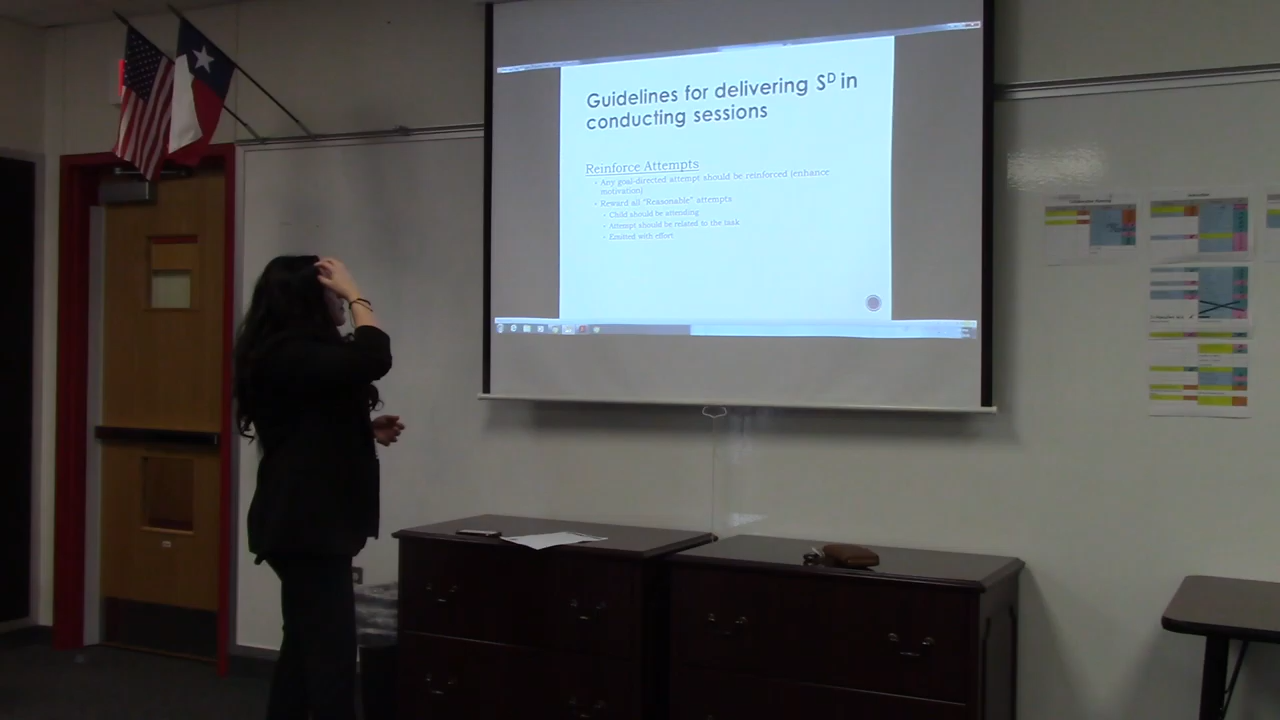 Guidelines for delivering Sᴰ in
conducting sessions
Reinforce Attempts
• Any goal-directed attempt should be reinforced (enhance
motivation)
• Reward all "Reasonable" attempts
• Child should be attending
• Attempt should be related to the task
• Emitted with effort